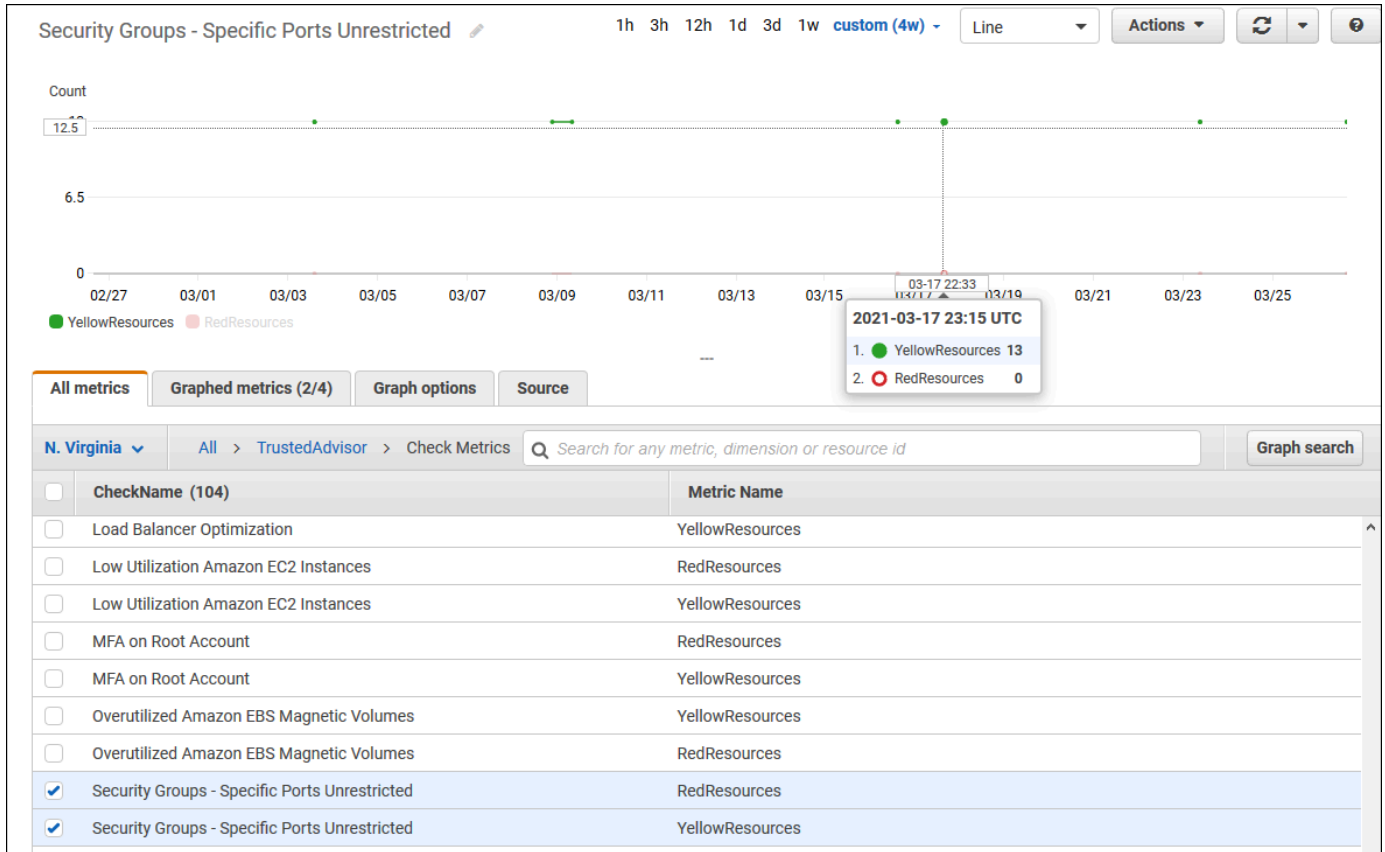 Security Groups - Specific Ports Unrestricted 1h 3h 12h 1d 3d 1w custom (4w) Line Actions
Count
12.5
6.5
0
02/27 03/01 03/03 03/05 03/07 03/09 03/11 03/13 03/15 03/17 03/19 03/21 03/23 03/25
03-17 22:33
YellowResources RedResources
2021-03-17 23:15 UTC
1. YellowResources 13
2. RedResources 0
All metrics Graphed metrics (2/4) Graph options Source
N. Virginia All > TrustedAdvisor > Check Metrics Search for any metric, dimension or resource id Graph search
CheckName (104) Metric Name
Load Balancer Optimization YellowResources
Low Utilization Amazon EC2 Instances RedResources
Low Utilization Amazon EC2 Instances YellowResources
MFA on Root Account RedResources
MFA on Root Account YellowResources
Overutilized Amazon EBS Magnetic Volumes YellowResources
Overutilized Amazon EBS Magnetic Volumes RedResources
Security Groups - Specific Ports Unrestricted RedResources
Security Groups - Specific Ports Unrestricted YellowResources